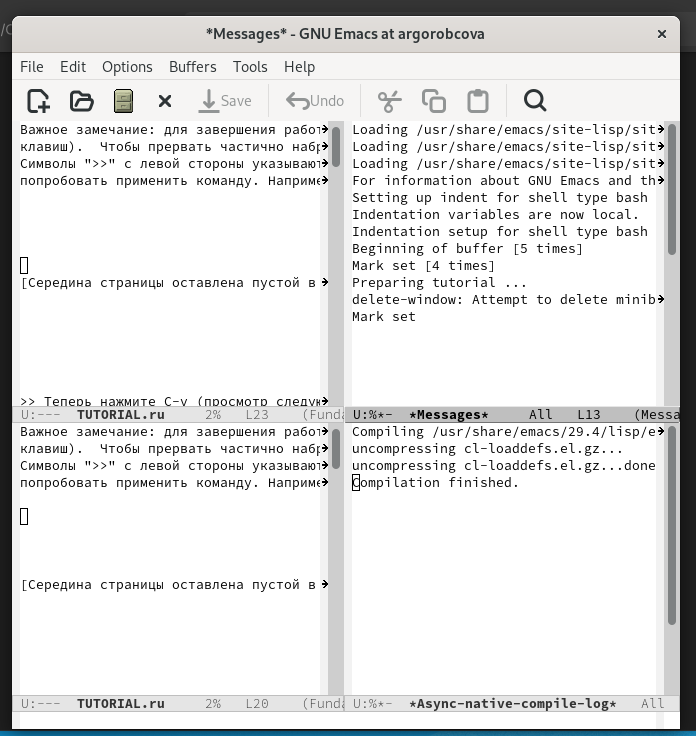 *Messages* - GNU Emacs at argorobcova
File Edit Options Buffers Tools Help
Save Undo
Важное замечание: для завершения работ
клавиш). Чтобы прервать частично набр
Символы ">>" с левой стороны указывают
попробовать применить команду. Наприме
[Середина страницы оставлена пустой в
>> Теперь нажмите C-v (просмотр следую
U:--- TUTORIAL.ru 2% L23 (Funda
Loading /usr/share/emacs/site-lisp/sit
Loading /usr/share/emacs/site-lisp/sit
Loading /usr/share/emacs/site-lisp/sit
For information about GNU Emacs and th
Setting up indent for shell type bash
Indentation variables are now local.
Indentation setup for shell type bash
Beginning of buffer [5 times]
Mark set [4 times]
Preparing tutorial ...
delete-window: Attempt to delete minib
Mark set
U:%*- *Messages* All L13 (Messa
Важное замечание: для завершения работ
клавиш). Чтобы прервать частично набр
Символы ">>" с левой стороны указывают
попробовать применить команду. Наприме
[Середина страницы оставлена пустой в
U:--- TUTORIAL.ru 2% L20 (Funda
Compiling /usr/share/emacs/29.4/lisp/e
uncompressing cl-loaddefs.el.gz...
uncompressing cl-loaddefs.el.gz...done
Compilation finished.
U:%*- *Async-native-compile-log* All